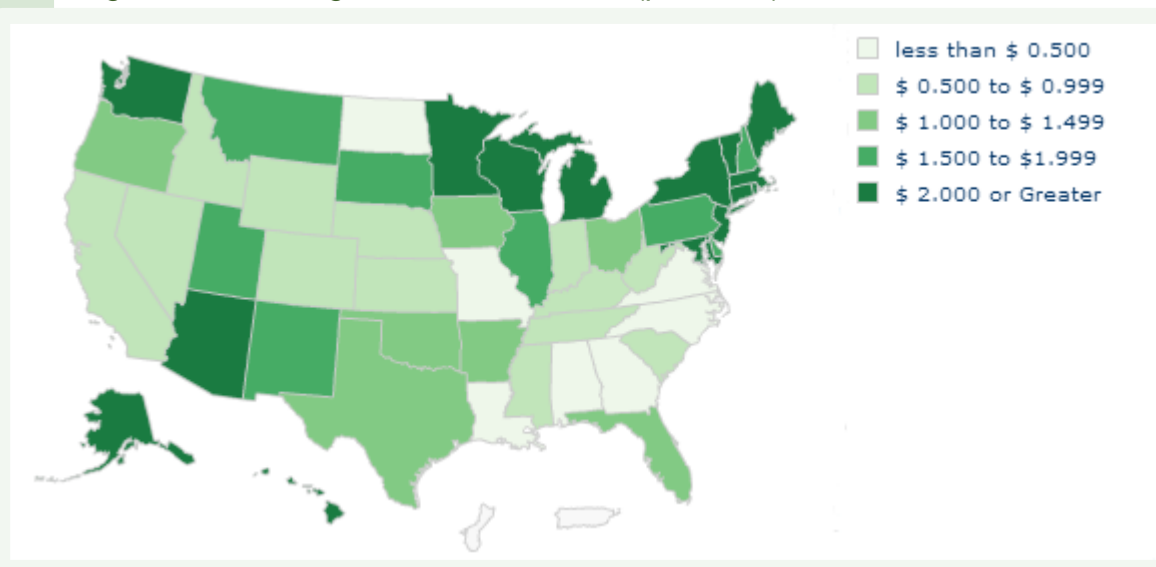 less than $ 0.500
$ 0.500 to $ 0.999
$ 1.000 to $ 1.499
$ 1.500 to $1.999
$ 2.000 or Greater